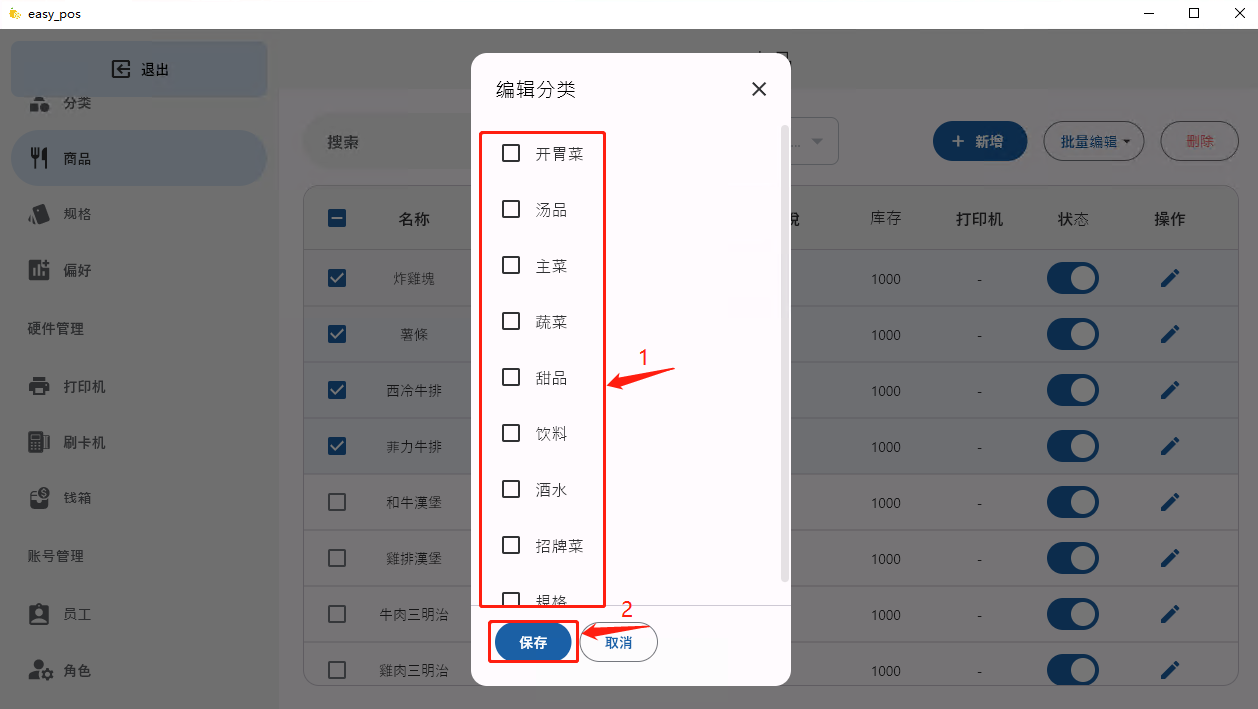 easy_pos
退出
分类
商品
规格
偏好
硬件管理
打印机
刷卡机
钱箱
账号管理
员工
角色
搜索
...
新增
批量编辑
删除
名称 库存 打印机 状态 操作
炸雞塊 1000 -
薯條 1000 -
西冷牛排 1000 -
菲力牛排 1000 -
和牛漢堡 1000 -
雞排漢堡 1000 -
牛肉三明治 1000 -
雞肉三明治 1000 -
编辑分类
开胃菜
汤品
主菜
蔬菜
甜品
饮料
酒水
招牌菜
規格
1
2
保存
取消